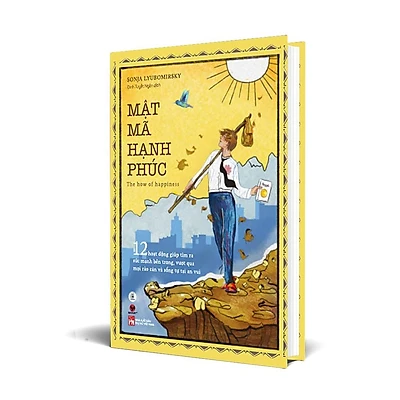 SONJA LYUBOMIRSKY
MẬT
MÃ
HẠNH
PHÚC
The how of happiness
12 hoạt động giúp tìm ra
sức mạnh bên trong, vượt qua
mọi rào cản và sống tự tại an vui